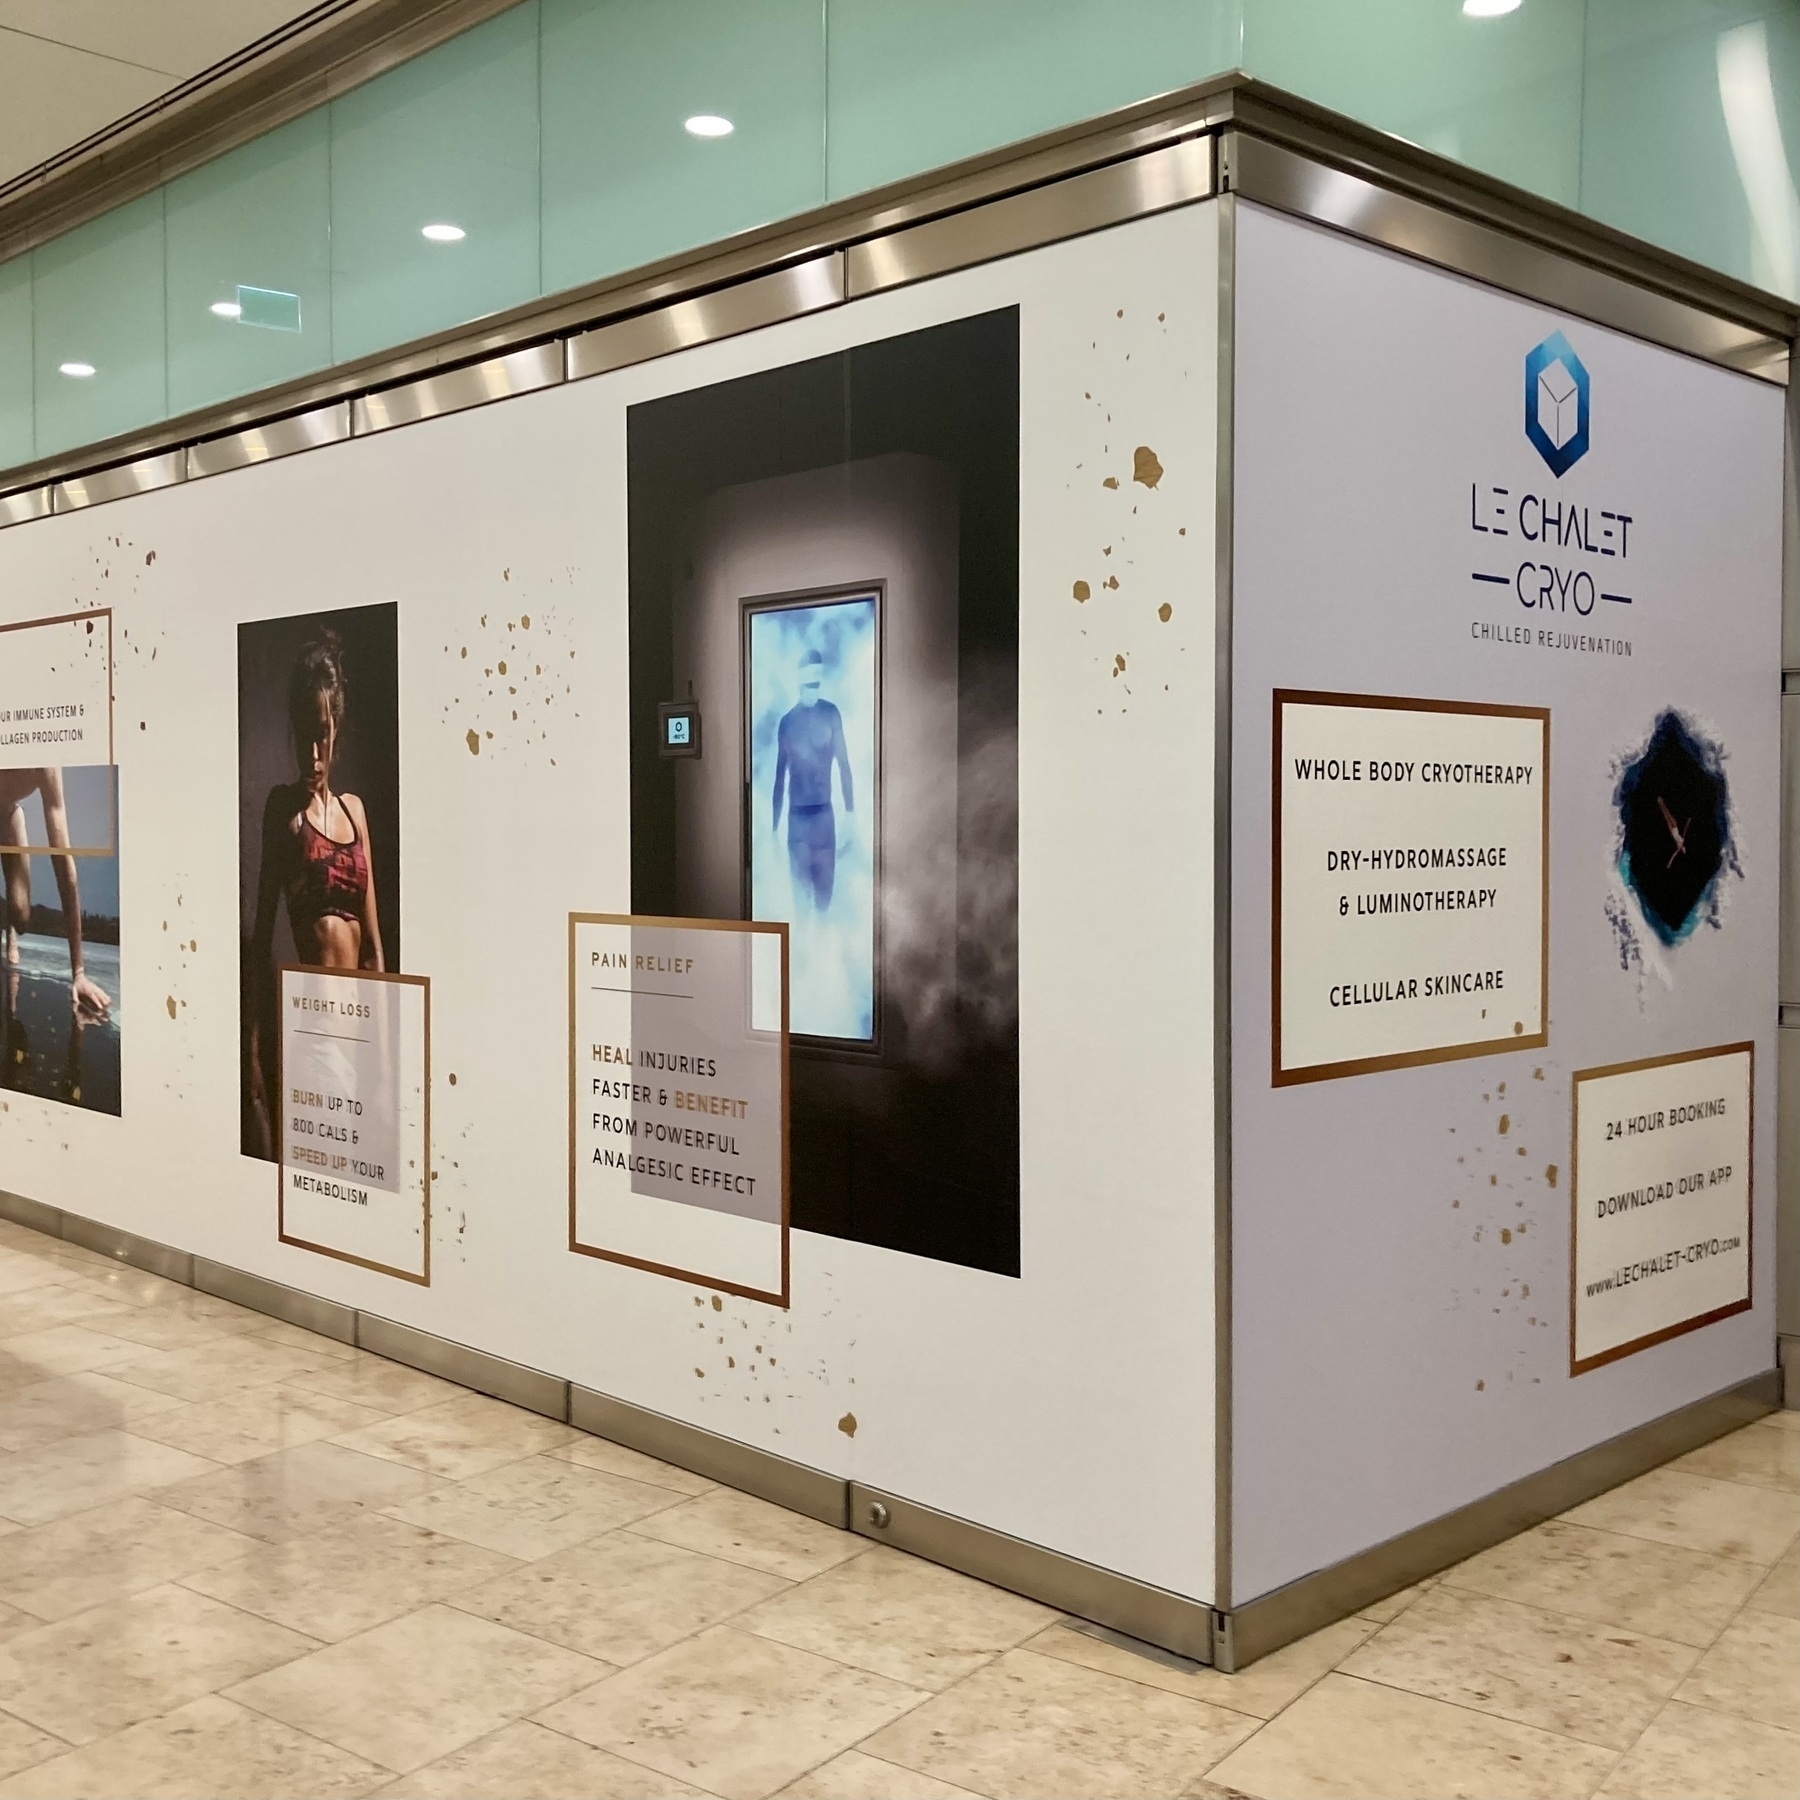 IMMUNE SYSTEM &
PRODUCTION
WEIGHT LOSS
BURN UP TO
800 CALS &
SPEED UP YOUR
METABOLISM
PAIN RELIEF
HEAL INJURIES
FASTER & BENEFIT
FROM POWERFUL
ANALGESIC EFFECT
LE CHALET
CRYO
CHILLED REJUVENATION
WHOLE BODY CRYOTHERAPY
DRY-HYDROMASSAGE
& LUMINOTHERAPY
CELLULAR SKINCARE
24 HOUR BOOKING
DOWNLOAD OUR APP
www.LECHALET-CRYO.COM